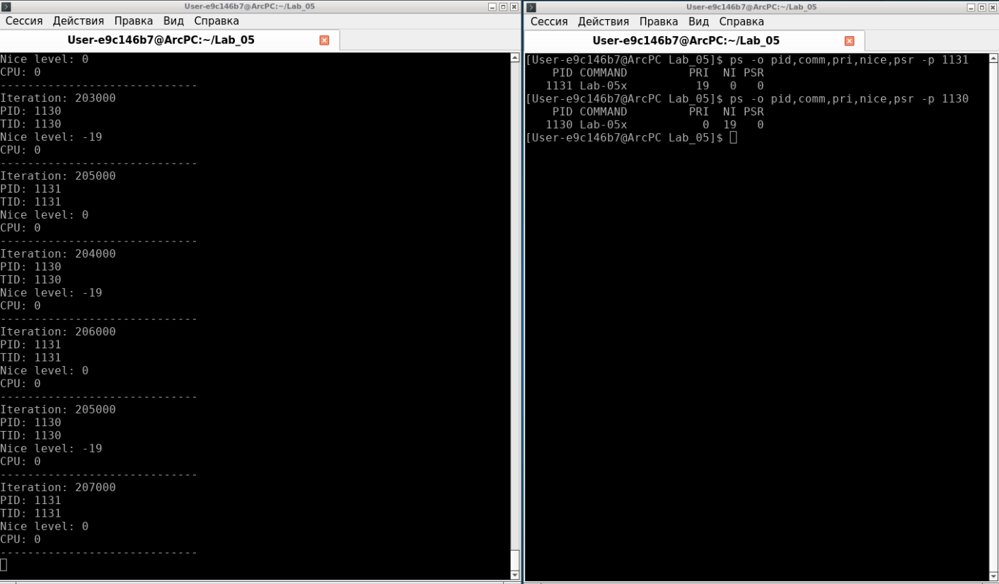 User-e9c146b7@ArcPC:~/Lab_05
Сессия Действия Правка Вид Справка
User-e9c146b7@ArcPC:~/Lab_05
Nice level: 0
CPU: 0
-----------------------------
Iteration: 203000
PID: 1130
TID: 1130
Nice level: -19
CPU: 0
-----------------------------
Iteration: 205000
PID: 1131
TID: 1131
Nice level: 0
CPU: 0
-----------------------------
Iteration: 204000
PID: 1130
TID: 1130
Nice level: -19
CPU: 0
-----------------------------
Iteration: 206000
PID: 1131
TID: 1131
Nice level: 0
CPU: 0
-----------------------------
Iteration: 205000
PID: 1130
TID: 1130
Nice level: -19
CPU: 0
-----------------------------
Iteration: 207000
PID: 1131
TID: 1131
Nice level: 0
CPU: 0
-----------------------------
User-e9c146b7@ArcPC:~/Lab_05
Сессия Действия Правка Вид Справка
User-e9c146b7@ArcPC:~/Lab_05
[User-e9c146b7@ArcPC Lab_05]$ ps -o pid,comm,pri,nice,psr -p 1131
    PID COMMAND         PRI  NI PSR
   1131 Lab-05x          19   0   0
[User-e9c146b7@ArcPC Lab_05]$ ps -o pid,comm,pri,nice,psr -p 1130
    PID COMMAND         PRI  NI PSR
   1130 Lab-05x           0  19   0
[User-e9c146b7@ArcPC Lab_05]$